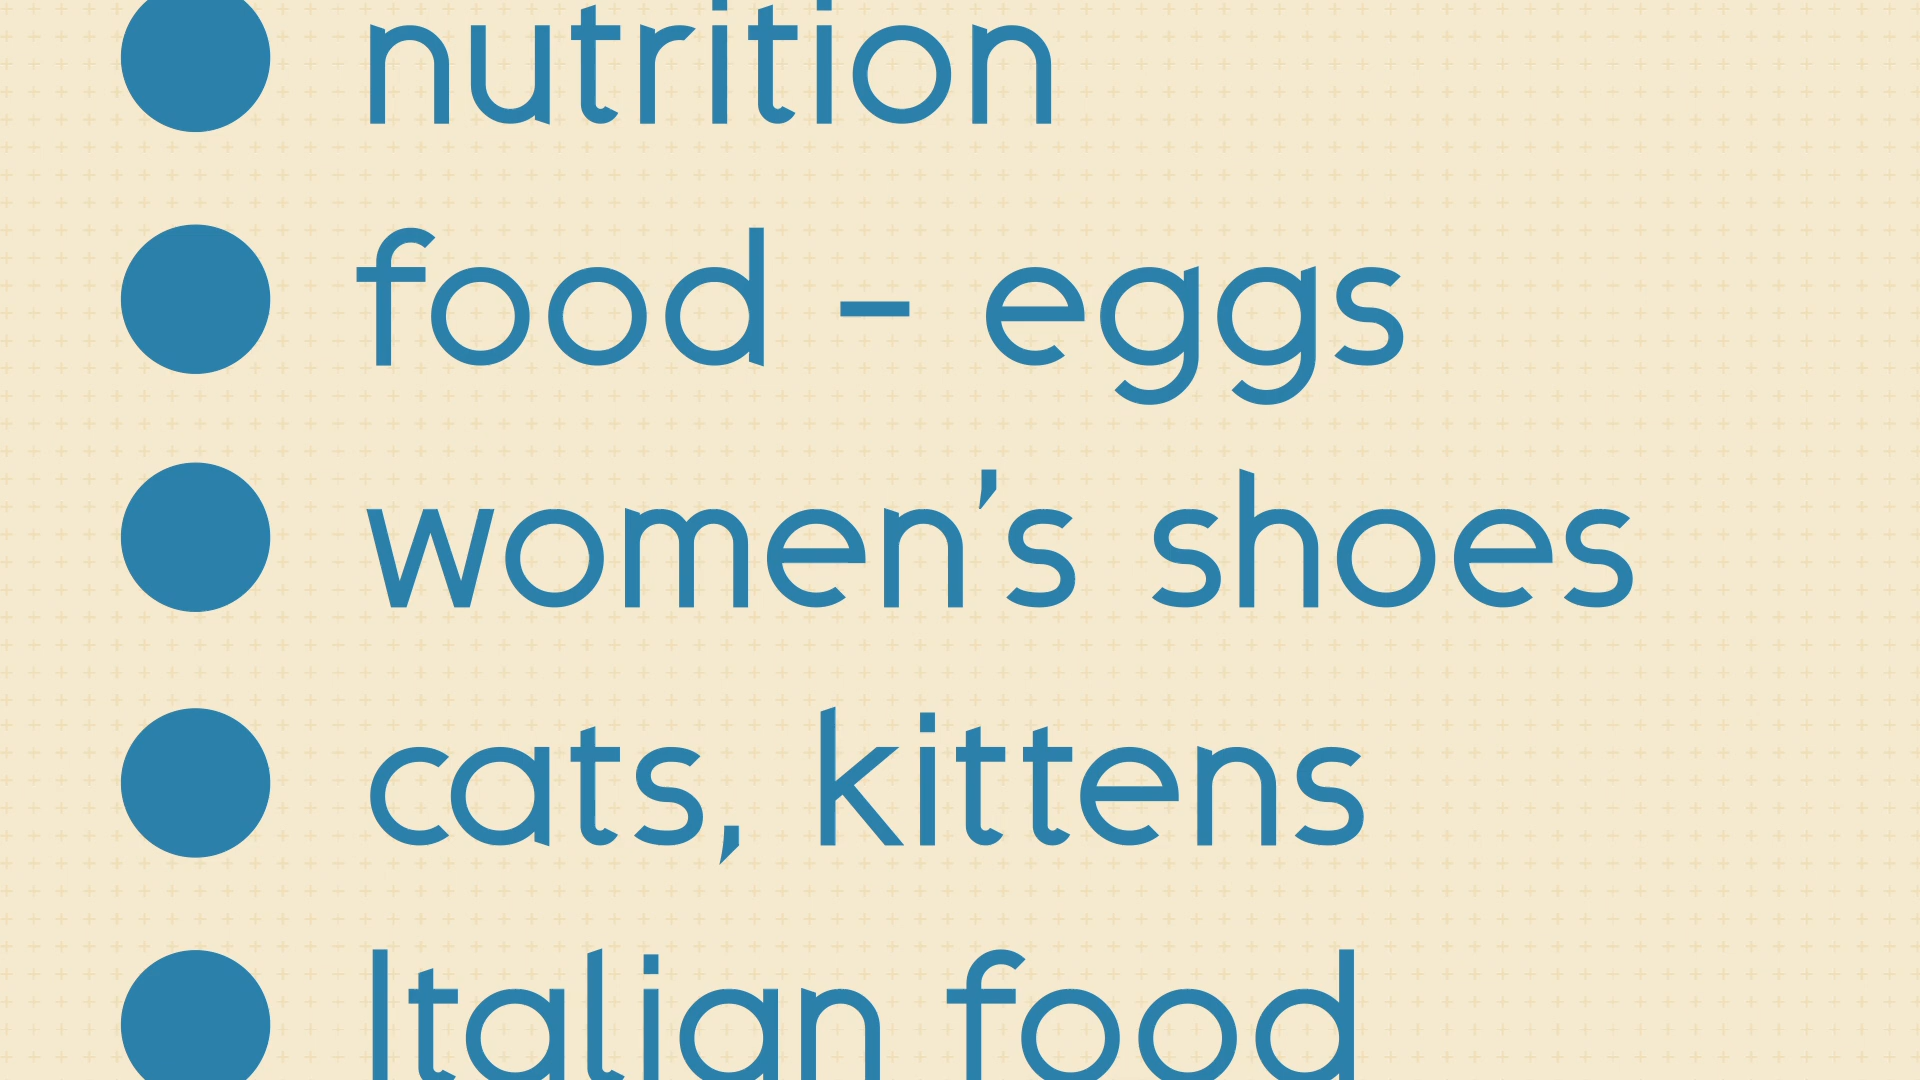 nutrition
food - eggs
women's shoes
cats, kittens
Italian food